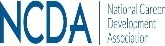 NCDA
National Career
Development
Association